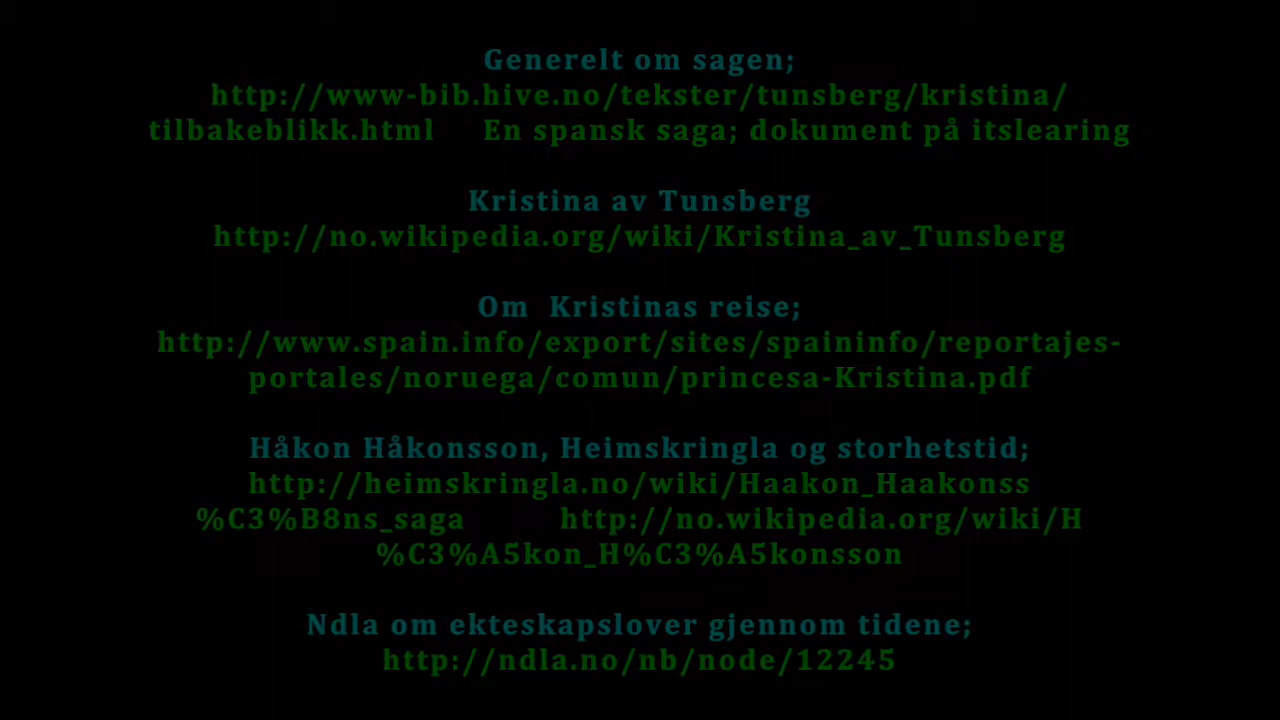 Generelt om sagen;
http://www-bib.hive.no/tekster/tunsberg/kristina/
tilbakeblikk.html En spansk saga; dokument på itslearing
Kristina av Tunsberg
http://no.wikipedia.org/wiki/Kristina_av_Tunsberg
Om Kristinas reise;
http://www.spain.info/export/sites/spaininfo/reportajes-
portales/noruega/comun/princesa-Kristina.pdf
Håkon Håkonsson, Heimskringla og storhetstid;
http://heimskringla.no/wiki/Haakon_Haakonss
%C3%B8ns_saga http://no.wikipedia.org/wiki/H
%C3%A5kon_H%C3%A5konsson
Ndla om ekteskapslover gjennom tidene;
http://ndla.no/nb/node/12245